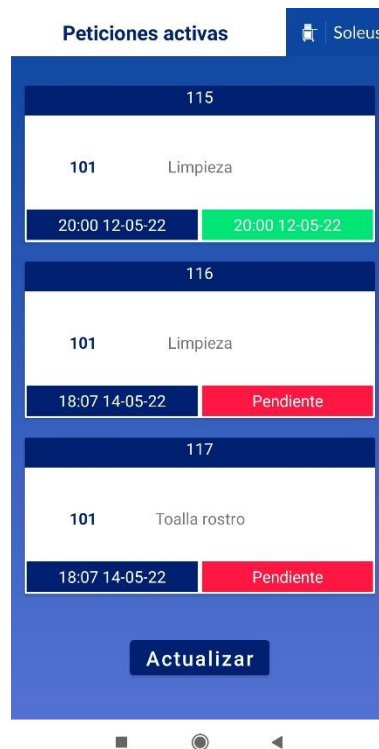 Peticiones activas
Soleus
115
101 Limpieza
20:00 12-05-22 20:00 12-05-22
116
101 Limpieza
18:07 14-05-22 Pendiente
117
101 Toalla rostro
18:07 14-05-22 Pendiente
Actualizar